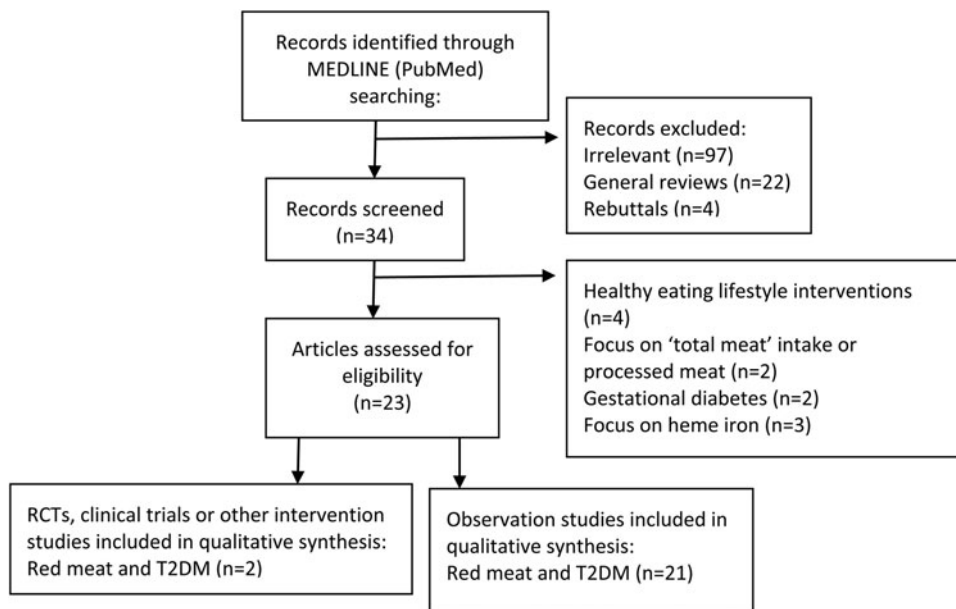 Records identified through
MEDLINE (PubMed)
searching:
Records excluded:
Irrelevant (n=97)
General reviews (n=22)
Rebuttals (n=4)
Records screened
(n=34)
Healthy eating lifestyle interventions
(n=4)
Focus on ‘total meat’ intake or
processed meat (n=2)
Gestational diabetes (n=2)
Focus on heme iron (n=3)
Articles assessed for
eligibility
(n=23)
RCTs, clinical trials or other intervention
studies included in qualitative synthesis:
Red meat and T2DM (n=2)
Observation studies included in
qualitative synthesis:
Red meat and T2DM (n=21)